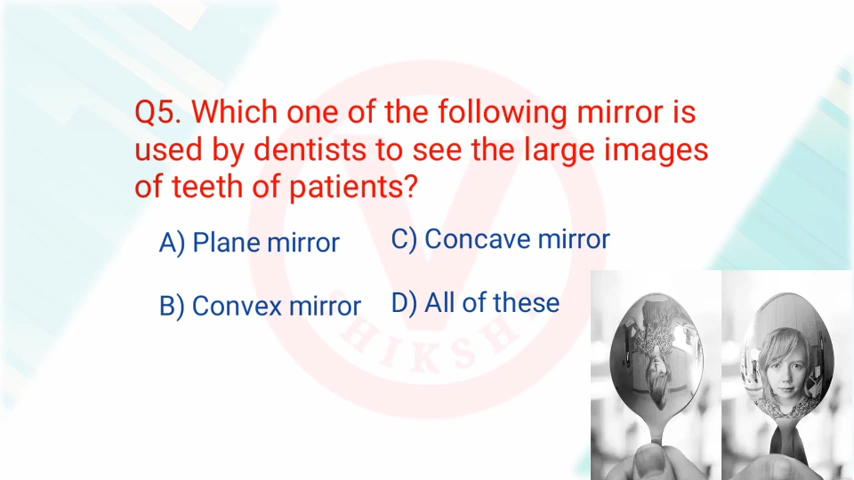 Q5. Which one of the following mirror is
used by dentists to see the large images
of teeth of patients?
A) Plane mirror
C) Concave mirror
B) Convex mirror
D) All of these
SHIKSHA